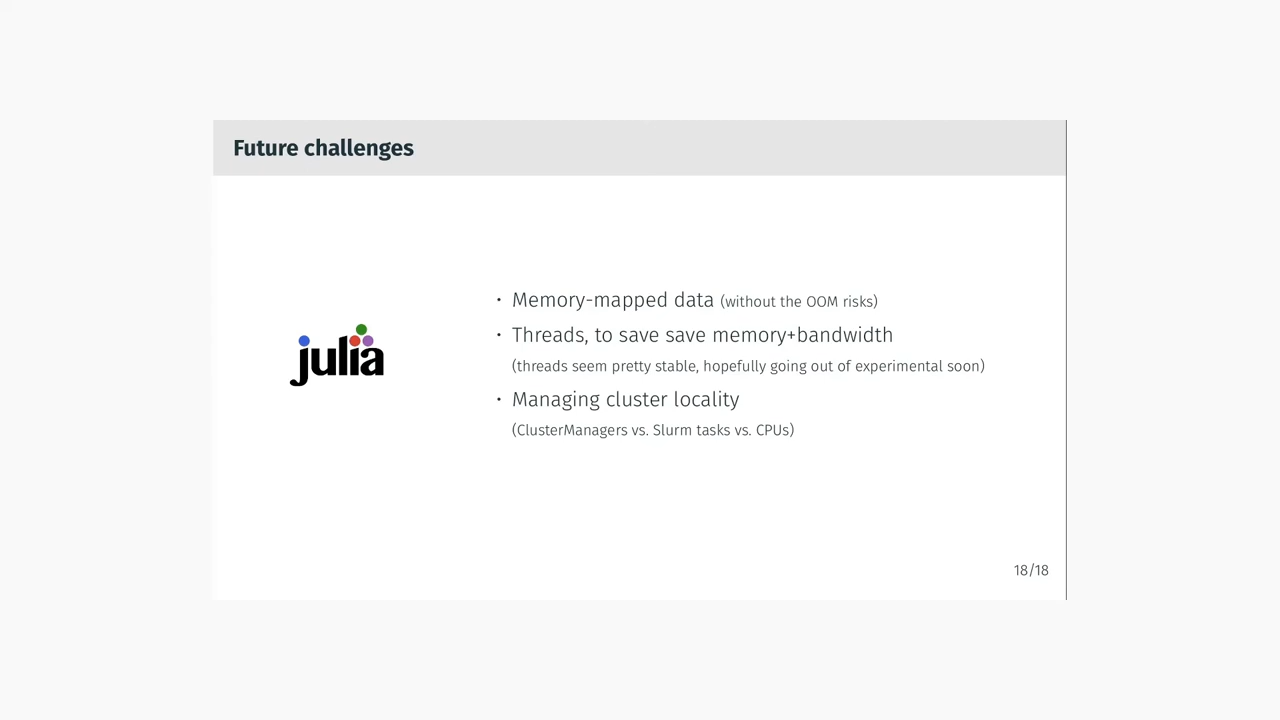 Future challenges
julia
• Memory-mapped data (without the OOM risks)
• Threads, to save save memory+bandwidth
(threads seem pretty stable, hopefully going out of experimental soon)
• Managing cluster locality
(ClusterManagers vs. Slurm tasks vs. CPUs)
18/18